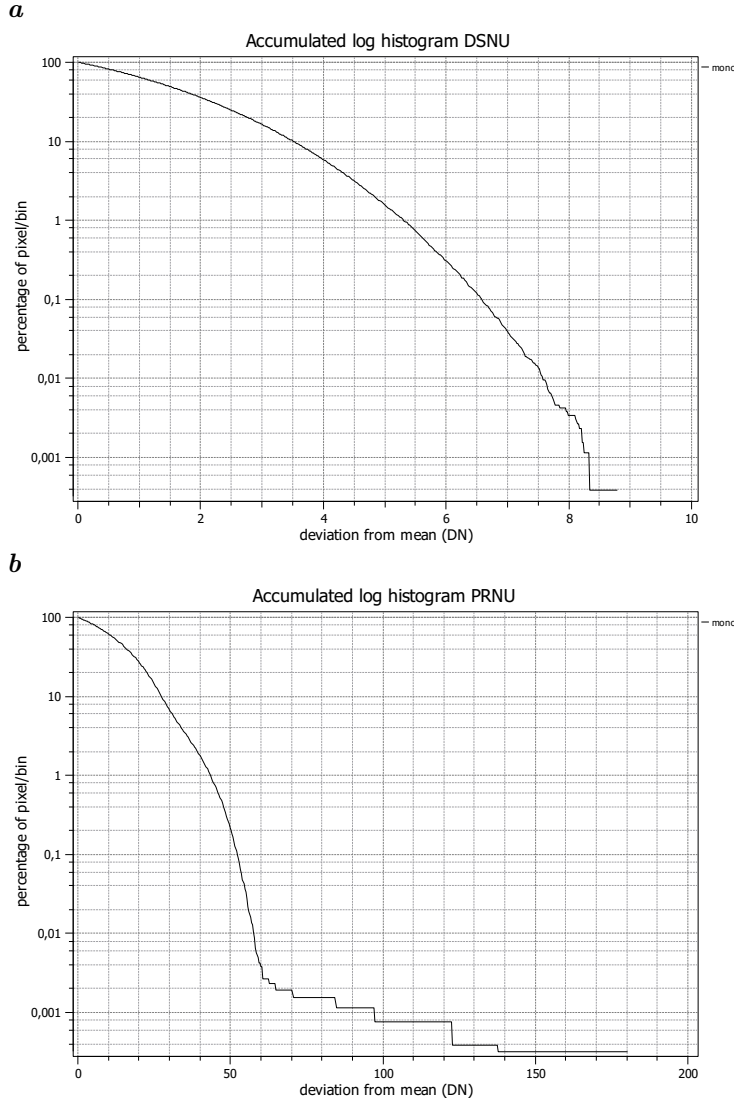 a
Accumulated log histogram DSNU
mono
percentage of pixel/bin
100
10
1
0,1
0,01
0,001
0 2 4 6 8 10
deviation from mean (DN)
b
Accumulated log histogram PRNU
mono
percentage of pixel/bin
100
10
1
0,1
0,01
0,001
0 50 100 150 200
deviation from mean (DN)